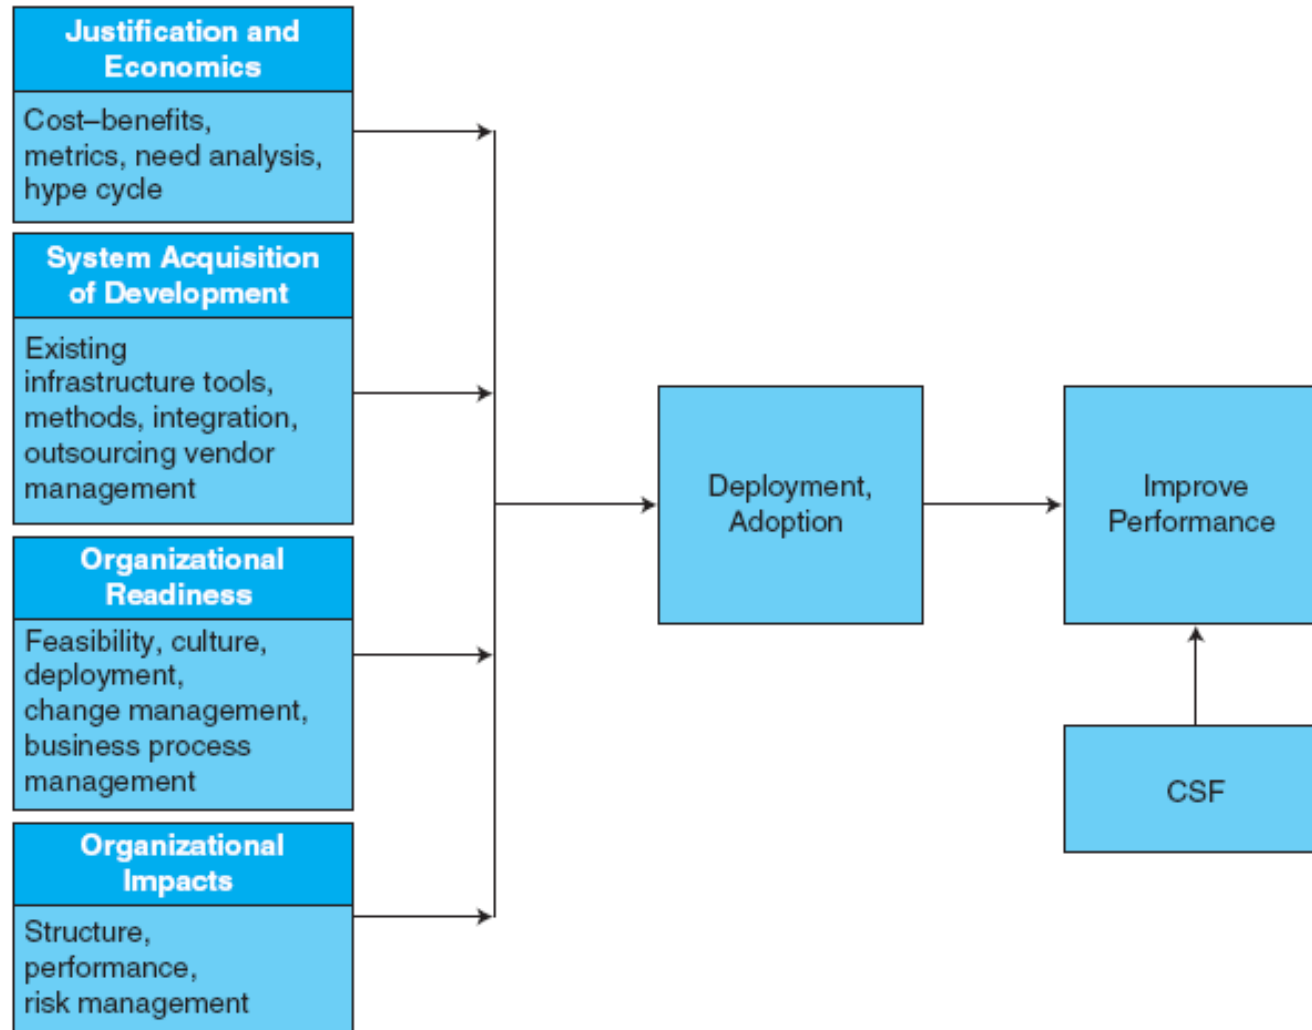 Justification and
Economics
Cost–benefits,
metrics, need analysis,
hype cycle
System Acquisition
of Development
Existing
infrastructure tools,
methods, integration,
outsourcing vendor
management
Organizational
Readiness
Feasibility, culture,
deployment,
change management,
business process
management
Organizational
Impacts
Structure,
performance,
risk management
Deployment,
Adoption
Improve
Performance
CSF